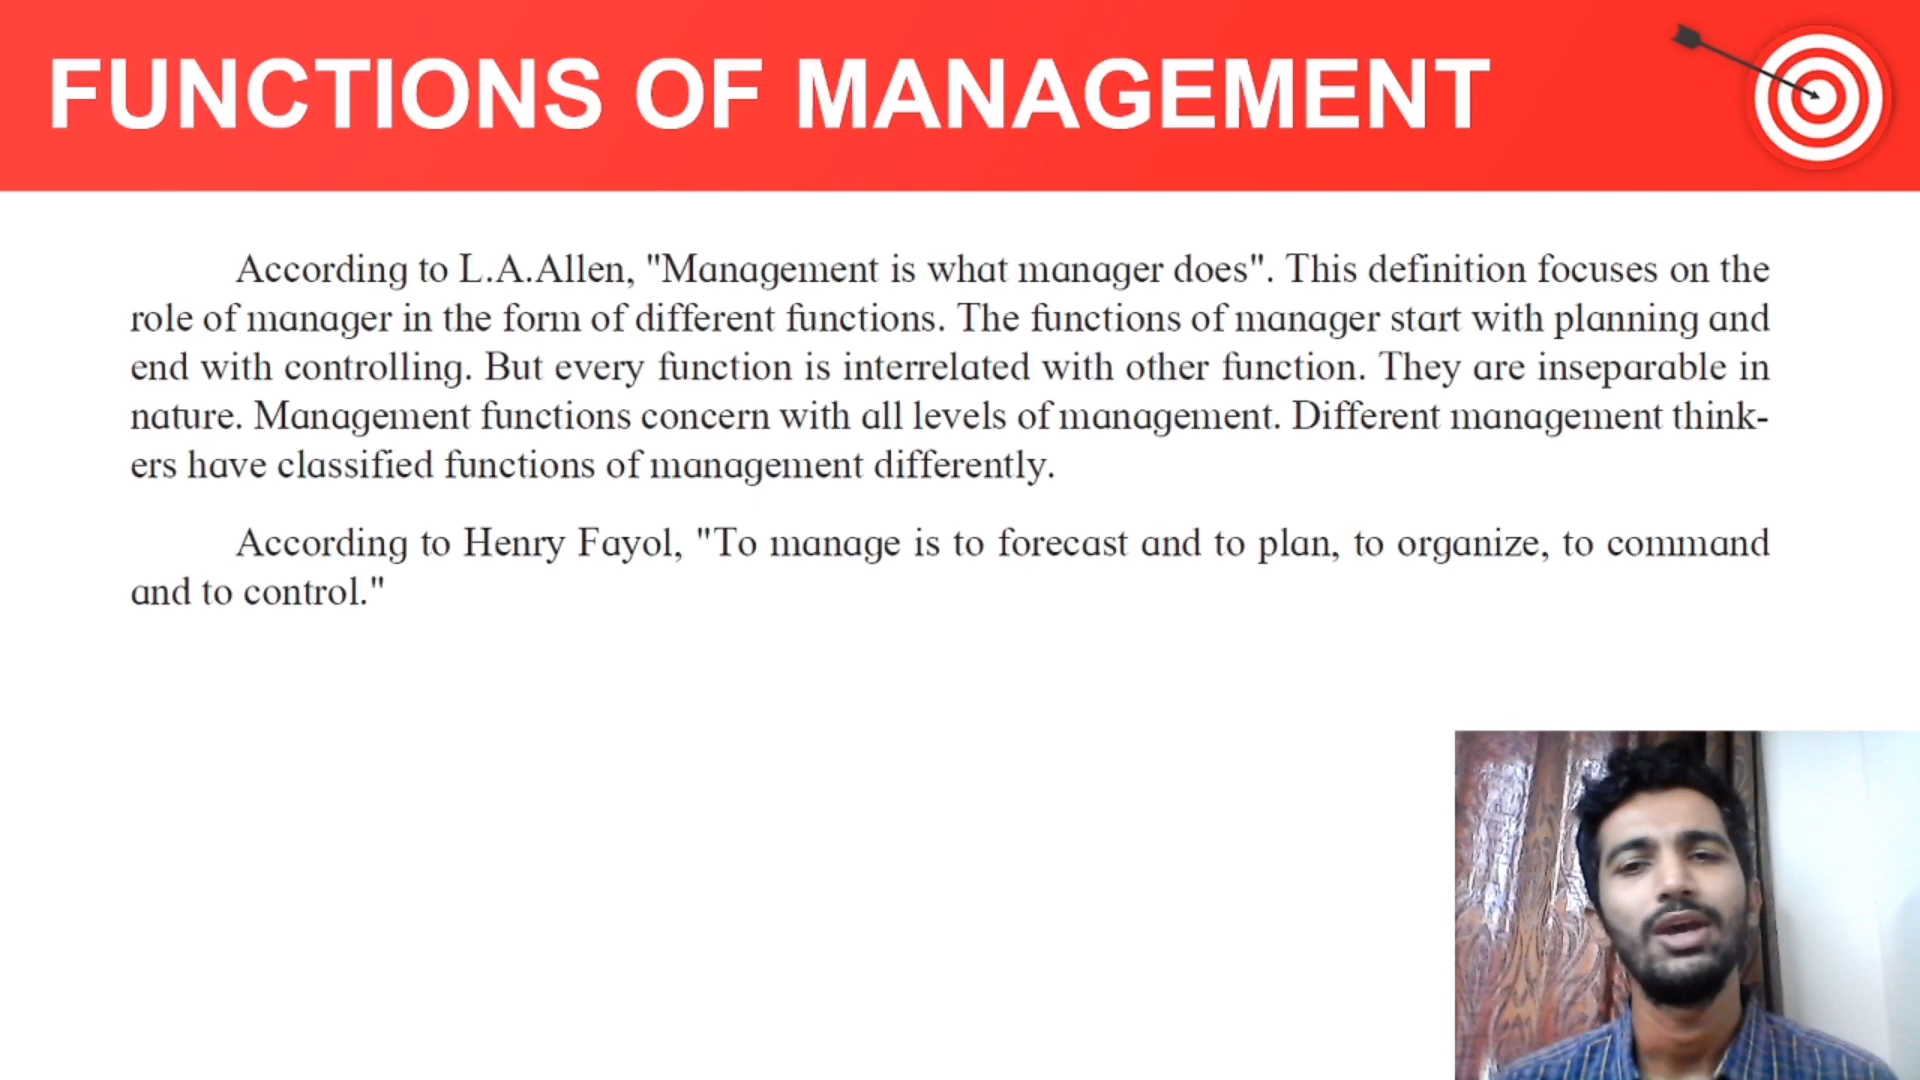 FUNCTIONS OF MANAGEMENT
According to L.A.Allen, "Management is what manager does". This definition focuses on the
role of manager in the form of different functions. The functions of manager start with planning and
end with controlling. But every function is interrelated with other function. They are inseparable in
nature. Management functions concern with all levels of management. Different management think-
ers have classified functions of management differently.
According to Henry Fayol, "To manage is to forecast and to plan, to organize, to command
and to control."